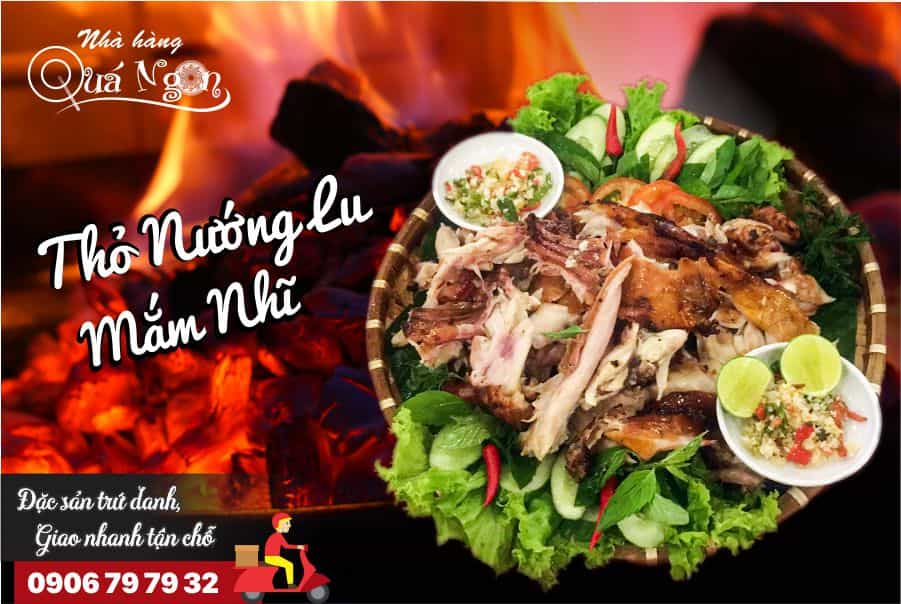 Nhà hàng
Quá Ngon
Thỏ Nướng Lu
Mắm Nhĩ
Đặc sản trứ danh,
Giao nhanh tận chỗ
0906 79 79 32